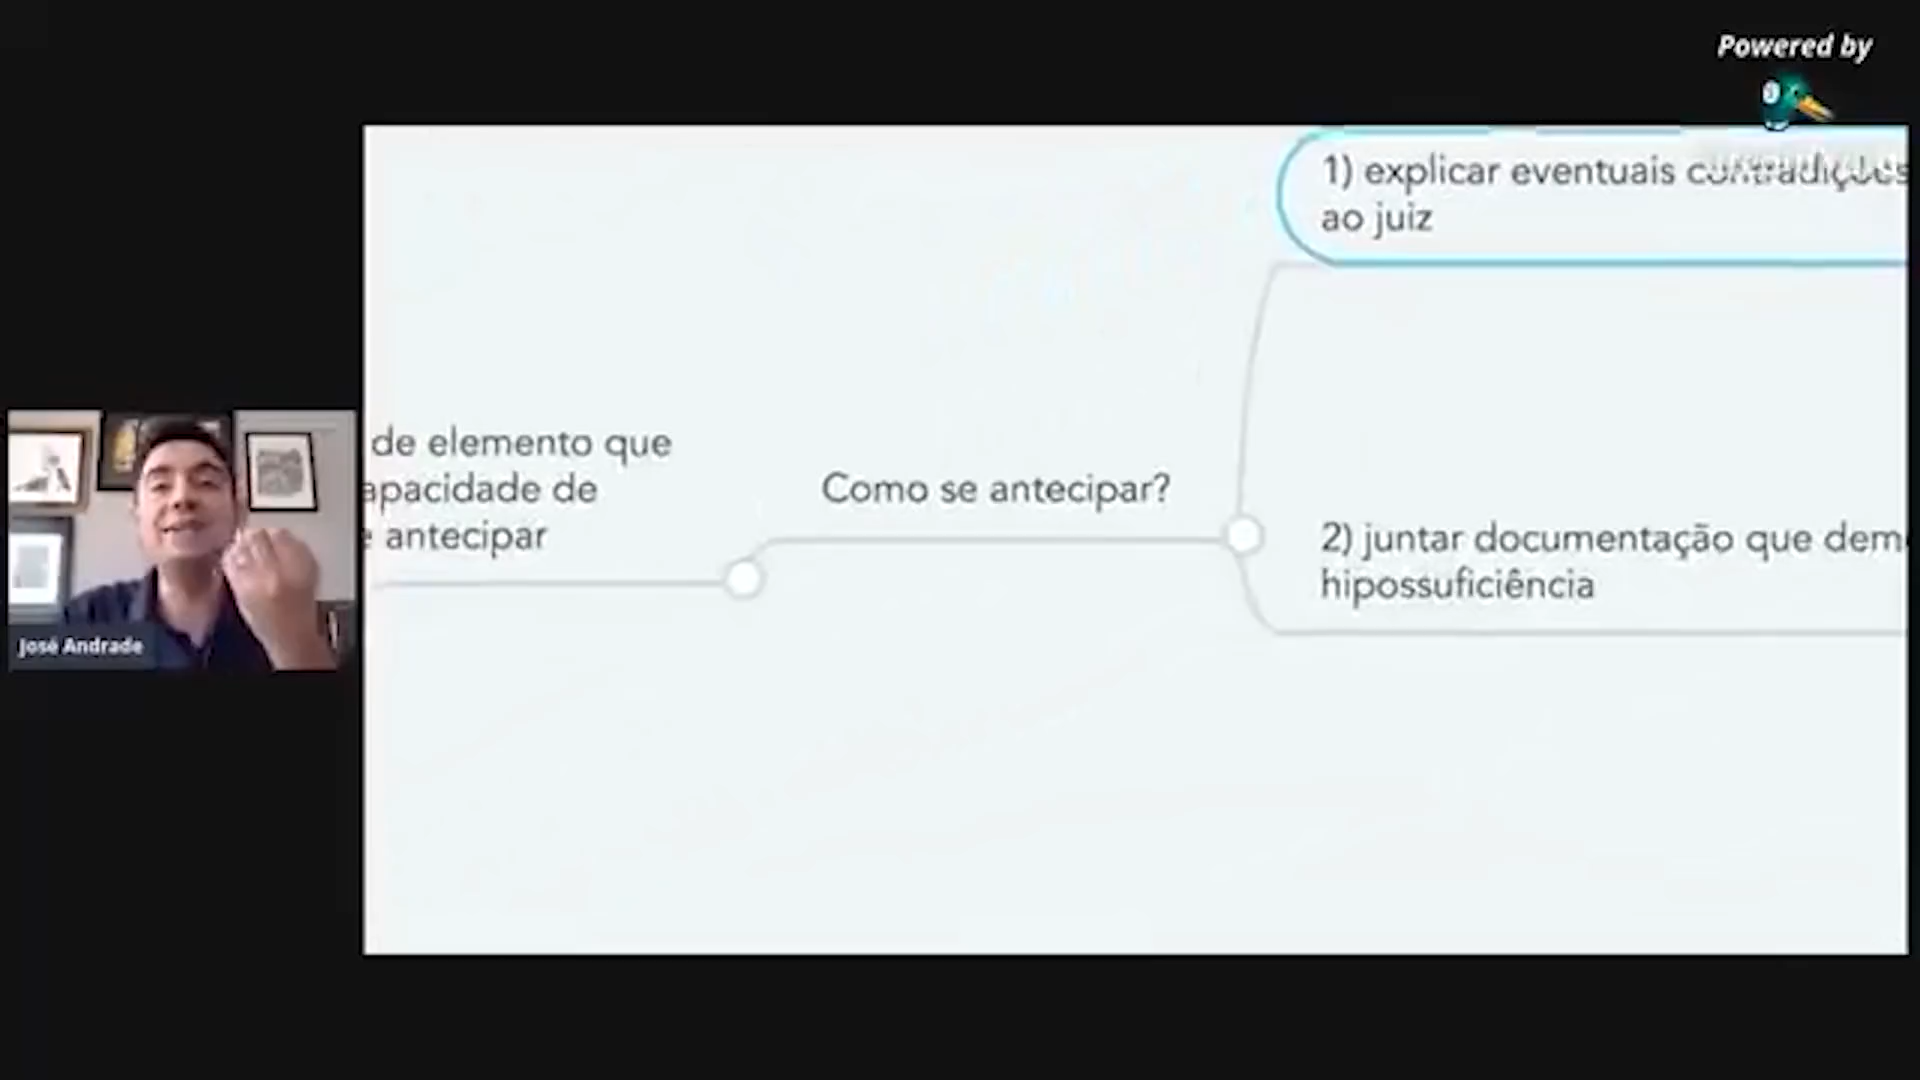 Powered by
1) explicar eventuais contradições
ao juiz
de elemento que
apacidade de
e antecipar
Como se antecipar?
2) juntar documentação que dem
hipossuficiência
José Andrade